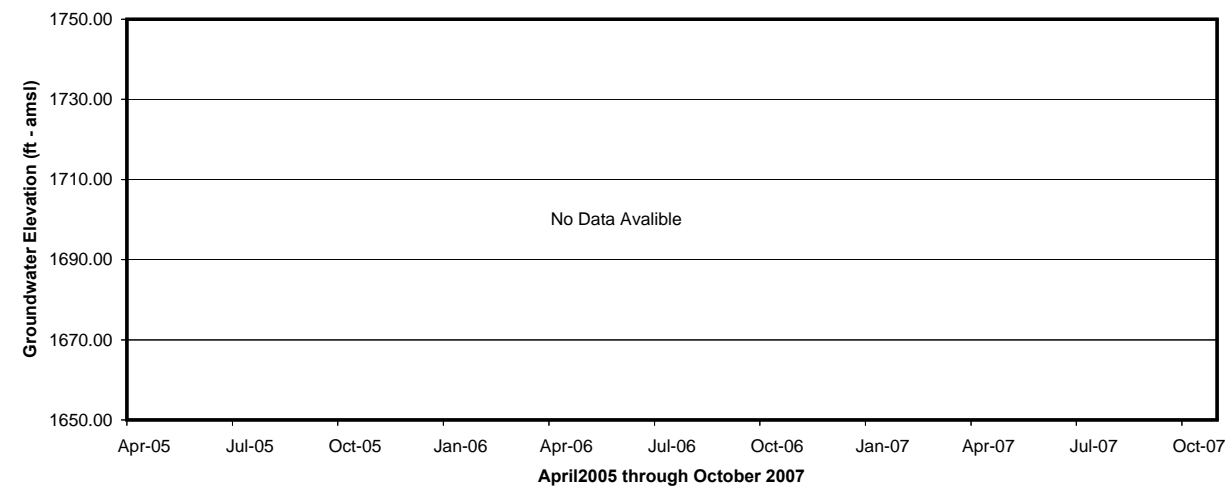 1750.00
1730.00
1710.00
1690.00
1670.00
1650.00
Groundwater Elevation (ft - amsl)
No Data Avalible
Apr-05 Jul-05 Oct-05 Jan-06 Apr-06 Jul-06 Oct-06 Jan-07 Apr-07 Jul-07 Oct-07
April2005 through October 2007